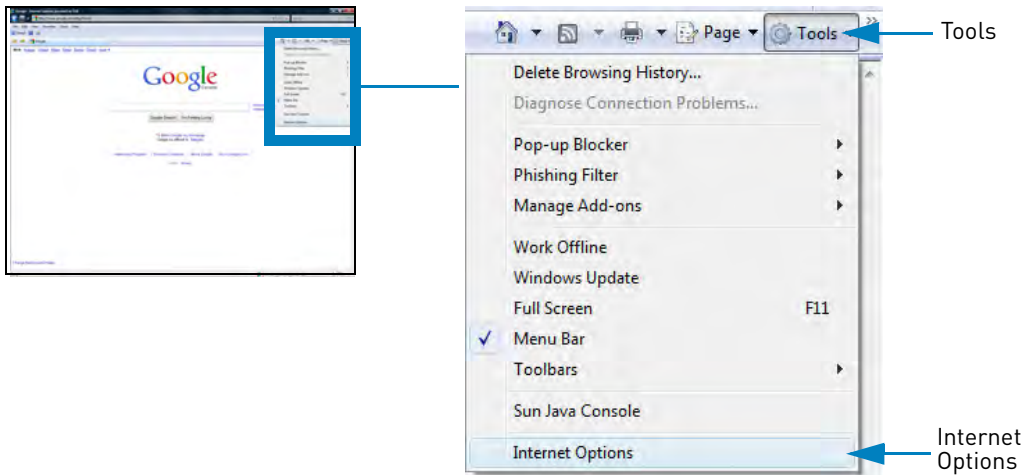 Google
Page
Tools
Tools
Delete Browsing History...
Diagnose Connection Problems...
Pop-up Blocker
Phishing Filter
Manage Add-ons
Work Offline
Windows Update
Full Screen F11
Menu Bar
Toolbars
Sun Java Console
Internet Options
Internet
Options